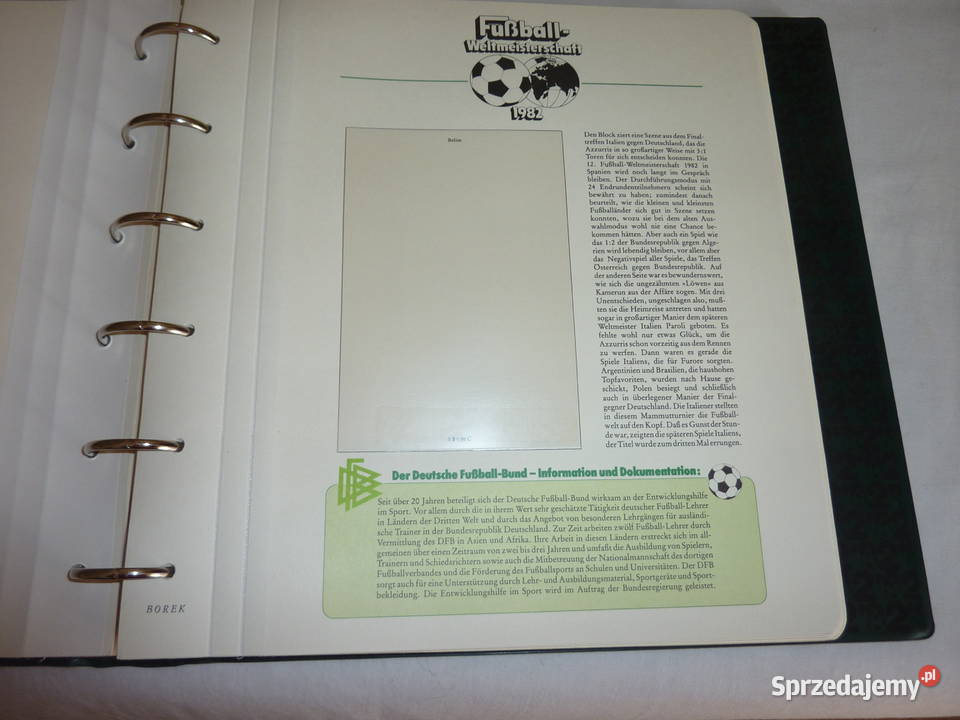 Fußball-
Weltmeisterschaft
1982
Belize
Den Block ziert eine Szene aus dem Final-
treffen Italien gegen Deutschland, das die
Azzurris in so großartiger Weise mit 3:1
Toren für sich entscheiden konnten. Die
12. Fußball-Weltmeisterschaft 1982 in
Spanien wird noch lange im Gespräch
bleiben. Der Durchführungsmodus mit
24 Endrundenteilnehmern scheint sich
bewährt zu haben; zumindest danach
beurteilt, wie die kleinen und kleinsten
Fußballänder sich gut in Szene setzen
konnten, wozu sie bei dem alten Aus-
wahlmodus wohl nie eine Chance be-
kommen hätten. Aber auch ein Spiel wie
das 1:2 der Bundesrepublik gegen Alge-
rien wird lebendig bleiben, vor allem aber
das Negativspiel aller Spiele, das Treffen
Österreich gegen Bundesrepublik. Auf
der anderen Seite war es bewundernswert,
wie sich die ungezähmten »Löwen« aus
Kamerun aus der Affäre zogen. Mit drei
Unentschieden, ungeschlagen also, muß-
ten sie die Heimreise antreten und hatten
sogar in großartiger Manier dem späteren
Weltmeister Italien Paroli geboten. Es
fehlte wohl nur etwas Glück, um die
Azzurris schon vorzeitig aus dem Rennen
zu werfen. Dann waren es gerade die
Spiele Italiens, die für Furore sorgten.
Argentinien und Brasilien, die haushohen
Topfavoriten, wurden nach Hause ge-
schickt, Polen besiegt und schließlich
auch in überlegener Manier der Final-
gegner Deutschland. Die Italiener stellten
in diesem Mammutturnier die Fußball-
welt auf den Kopf. Daß es Gunst der Stun-
de war, zeigten die späteren Spiele Italiens,
der Titel wurde zum dritten Mal errungen.
Der Deutsche Fußball-Bund – Information und Dokumentation:
Seit über 20 Jahren beteiligt sich der Deutsche Fußball-Bund wirksam an der Entwicklungshilfe
im Sport. Vor allem durch die in ihrem Wert sehr geschätzte Tätigkeit deutscher Fußball-Lehrer
in Ländern der Dritten Welt und durch das Angebot von besonderen Lehrgängen für ausländi-
sche Trainer in der Bundesrepublik Deutschland. Zur Zeit arbeiten zwölf Fußball-Lehrer durch
Vermittlung des DFB in Asien und Afrika. Ihre Arbeit in diesen Ländern erstreckt sich im all-
gemeinen über einen Zeitraum von zwei bis drei Jahren und umfaßt die Ausbildung von Spielern,
Trainern und Schiedsrichtern sowie auch die Mitbetreuung der Nationalmannschaft des dortigen
Fußballverbandes und die Förderung des Fußballsports an Schulen und Universitäten. Der DFB
sorgt auch für eine Unterstützung durch Lehr- und Ausbildungsmaterial, Sportgeräte und Sport-
bekleidung. Die Entwicklungshilfe im Sport wird im Auftrag der Bundesregierung geleistet.
DFB
BOREK
Sprzedajemy.pl